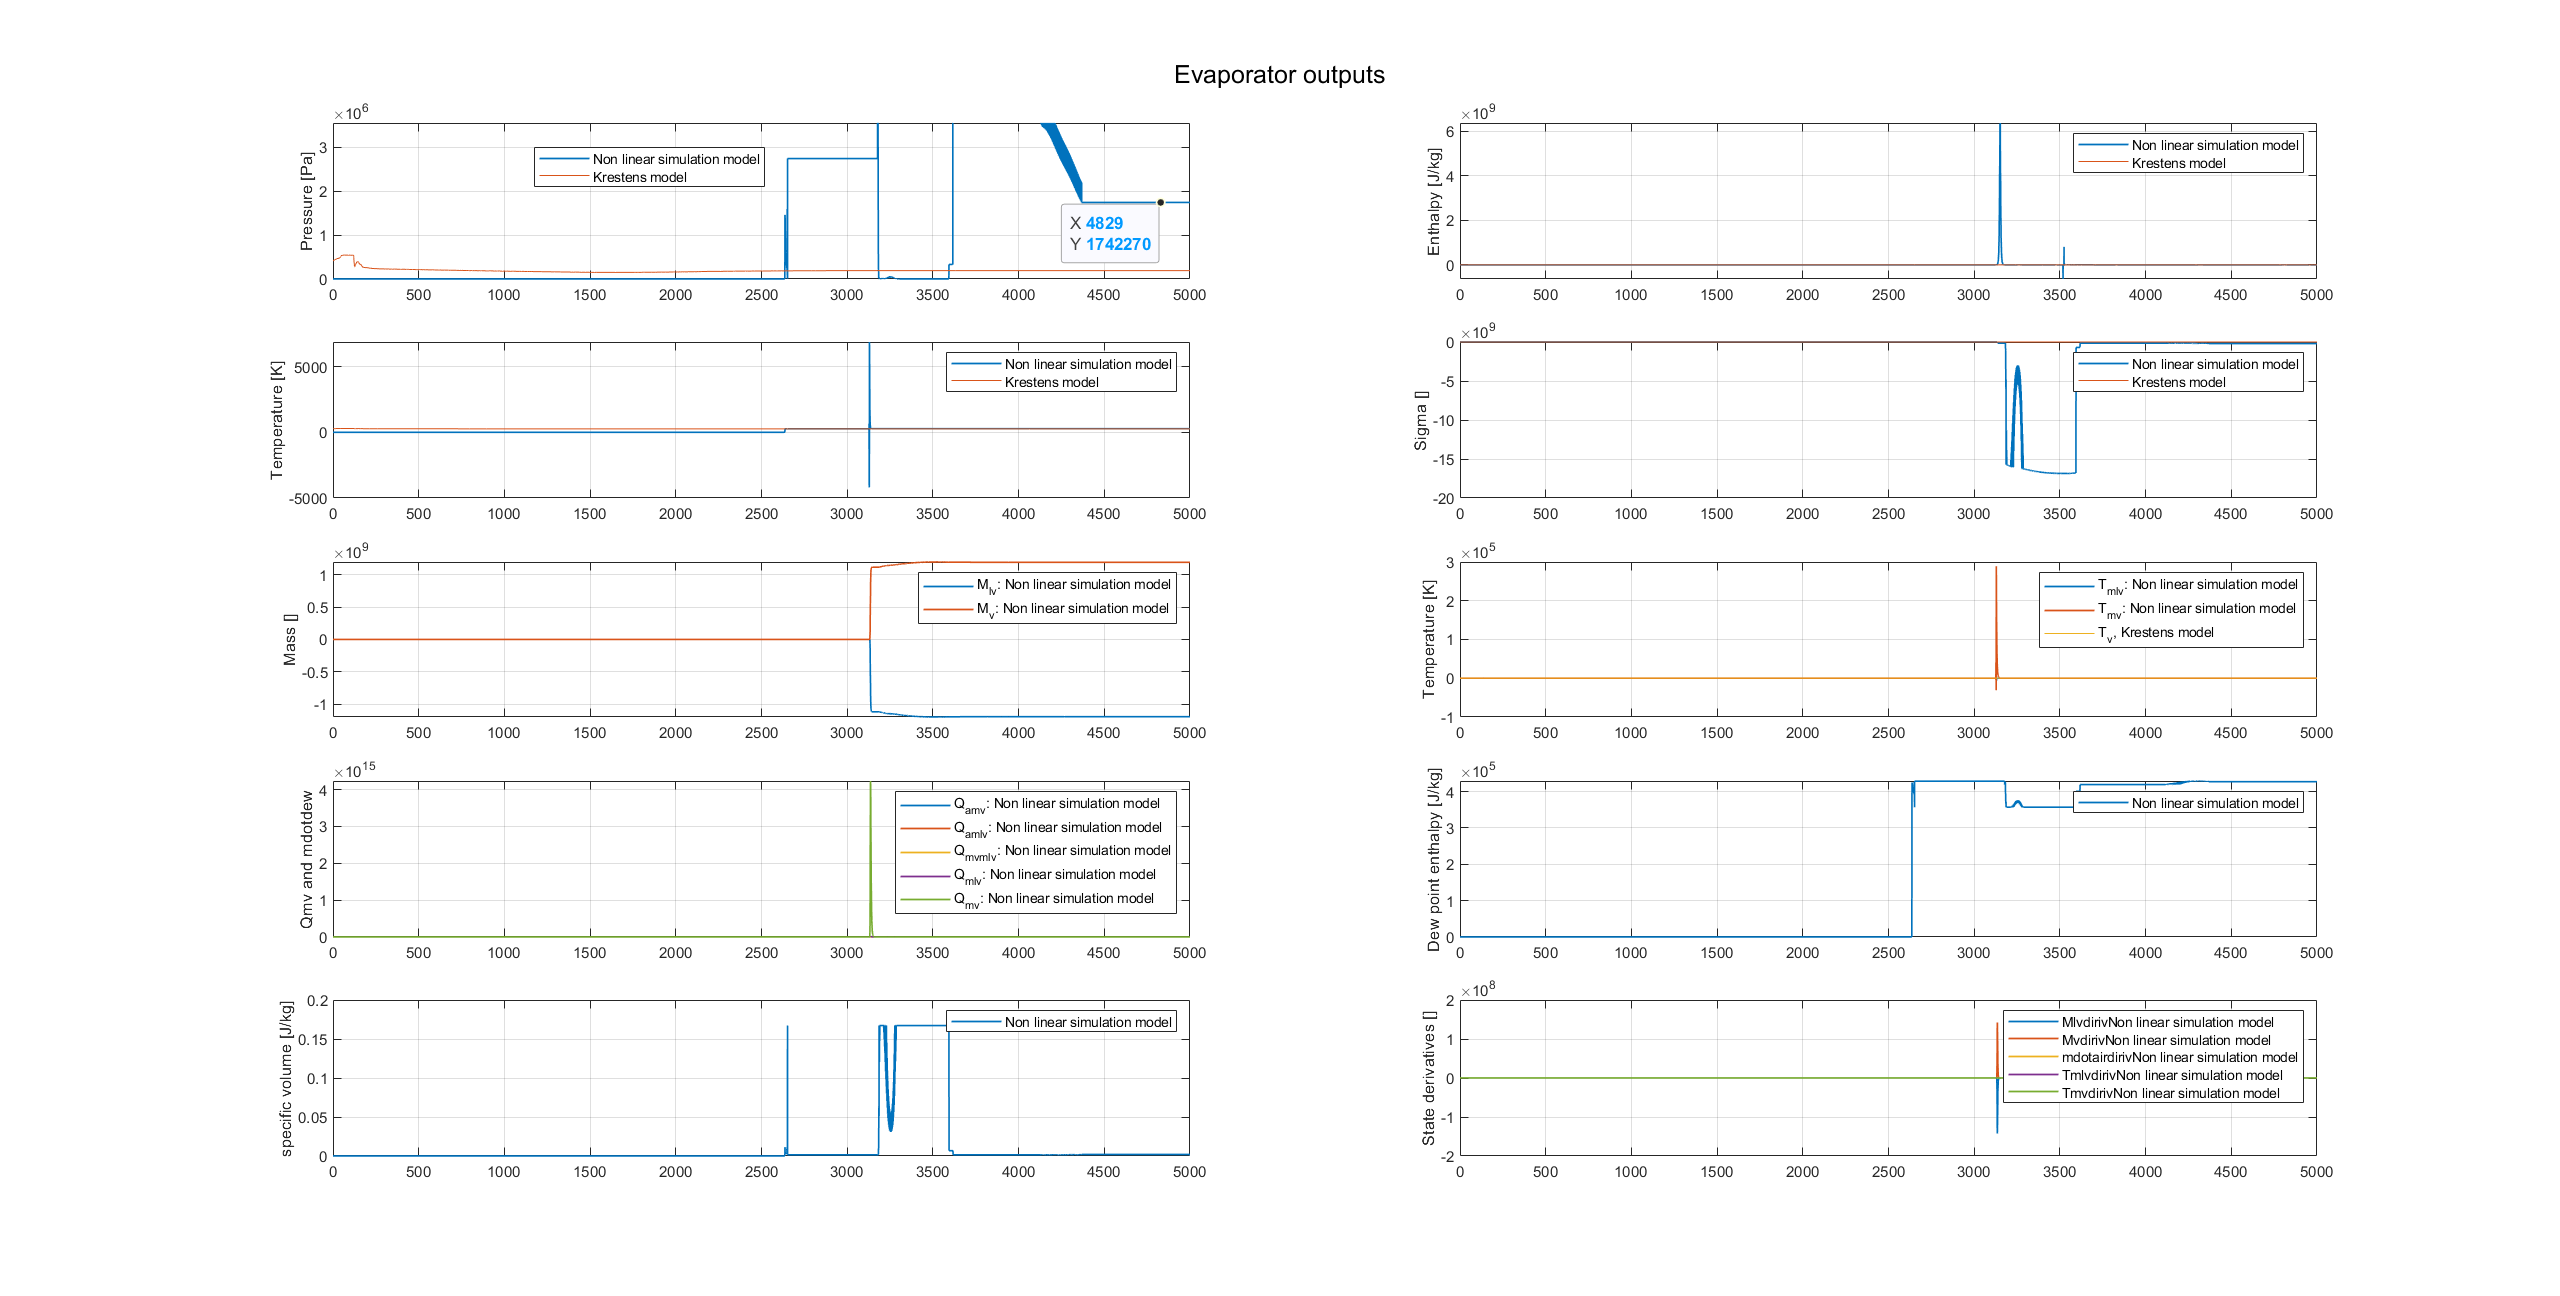 Evaporator outputs
×10^6
Pressure [Pa]
3
2
1
0
Non linear simulation model
Krestens model
X 4829
Y 1742270
0 500 1000 1500 2000 2500 3000 3500 4000 4500 5000
×10^9
Enthalpy [J/kg]
6
4
2
0
Non linear simulation model
Krestens model
0 500 1000 1500 2000 2500 3000 3500 4000 4500 5000
Temperature [K]
5000
0
-5000
Non linear simulation model
Krestens model
0 500 1000 1500 2000 2500 3000 3500 4000 4500 5000
×10^9
Sigma []
0
-5
-10
-15
-20
Non linear simulation model
Krestens model
0 500 1000 1500 2000 2500 3000 3500 4000 4500 5000
×10^9
Mass []
1
0.5
0
-0.5
-1
M_lv: Non linear simulation model
M_v: Non linear simulation model
0 500 1000 1500 2000 2500 3000 3500 4000 4500 5000
×10^5
Temperature [K]
3
2
1
0
-1
T_mlv: Non linear simulation model
T_mv: Non linear simulation model
T_v, Krestens model
0 500 1000 1500 2000 2500 3000 3500 4000 4500 5000
×10^15
Qmv and mdotdew
4
3
2
1
0
Q_amv: Non linear simulation model
Q_amlv: Non linear simulation model
Q_mvmlv: Non linear simulation model
Q_mlv: Non linear simulation model
Q_mv: Non linear simulation model
0 500 1000 1500 2000 2500 3000 3500 4000 4500 5000
×10^5
Dew point enthalpy [J/kg]
4
3
2
1
0
Non linear simulation model
0 500 1000 1500 2000 2500 3000 3500 4000 4500 5000
specific volume [J/kg]
0.2
0.15
0.1
0.05
0
Non linear simulation model
0 500 1000 1500 2000 2500 3000 3500 4000 4500 5000
×10^8
State derivatives []
2
1
0
-1
-2
MlvdirivNon linear simulation model
MvdirivNon linear simulation model
mdotairdirivNon linear simulation model
TmlvdirivNon linear simulation model
TmvdirivNon linear simulation model
0 500 1000 1500 2000 2500 3000 3500 4000 4500 5000